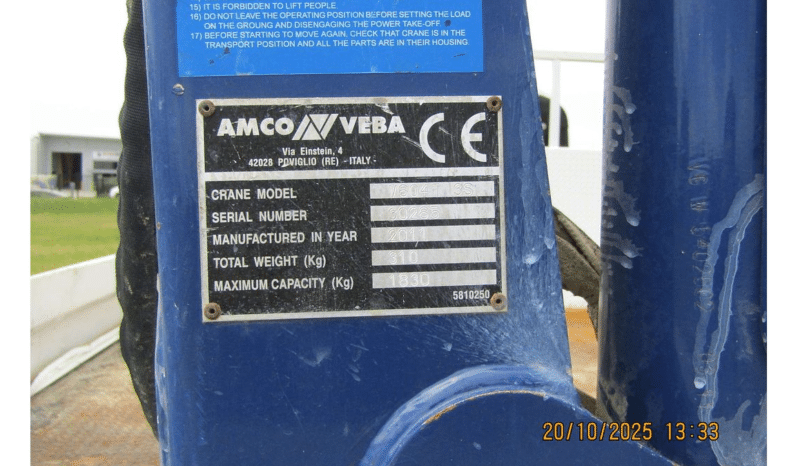 15) IT IS FORBIDDEN TO LIFT PEOPLE.
16) DO NOT LEAVE THE OPERATING POSITION BEFORE SETTING THE LOAD
ON THE GROUNG AND DISENGAGING THE POWER TAKE-OFF.
17) BEFORE STARTING TO MOVE AGAIN, CHECK THAT CRANE IS IN THE
TRANSPORT POSITION AND ALL THE PARTS ARE IN THEIR HOUSING.
AMCO VEBA
CE
Via Einstein, 4
42028 POVIGLIO (RE) - ITALY -
CRANE MODEL
SERIAL NUMBER
MANUFACTURED IN YEAR 2011
TOTAL WEIGHT (Kg) 310
MAXIMUM CAPACITY (Kg) 1830
5810250
20/10/2025 13:33